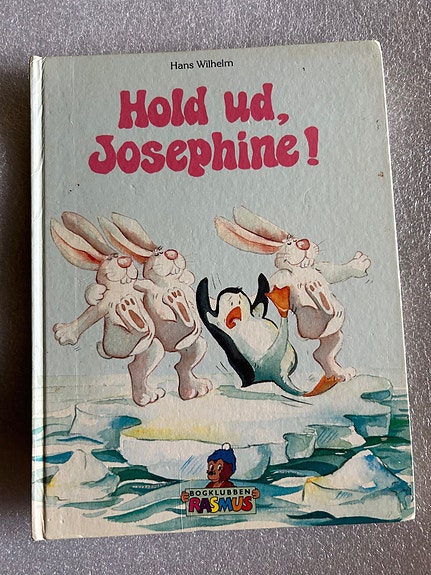 Hans Wilhelm
Hold ud,
Josephine!
BOGKLUBBEN
RASMUS